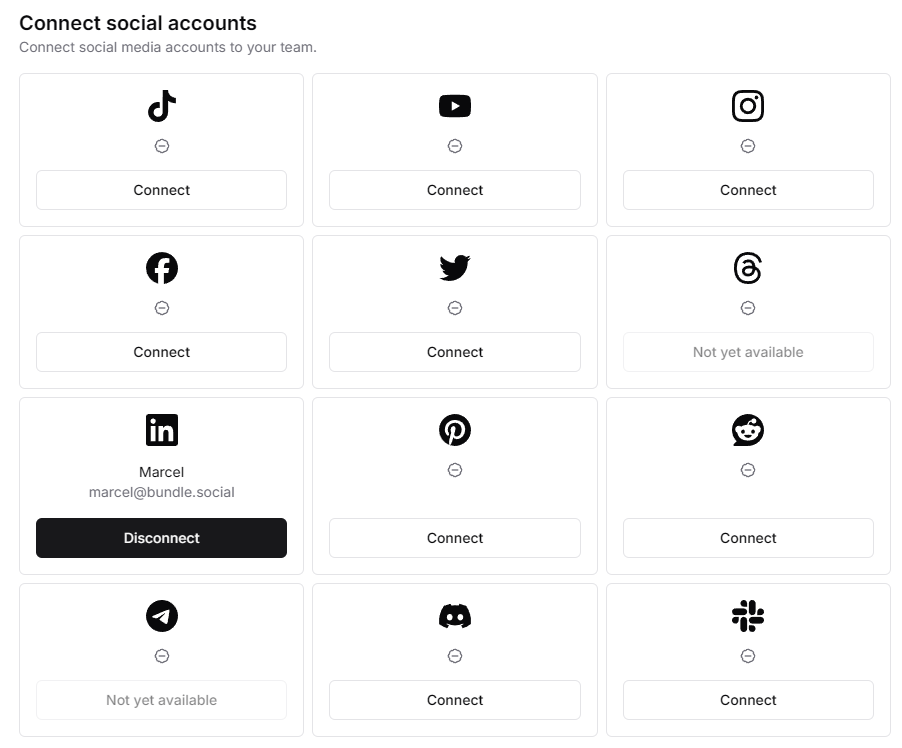 Connect social accounts
Connect social media accounts to your team.
Connect
Connect
Connect
Connect
Connect
Not yet available
in
Marcel
marcel@bundle.social
Disconnect
Connect
Connect
Not yet available
Connect
Connect